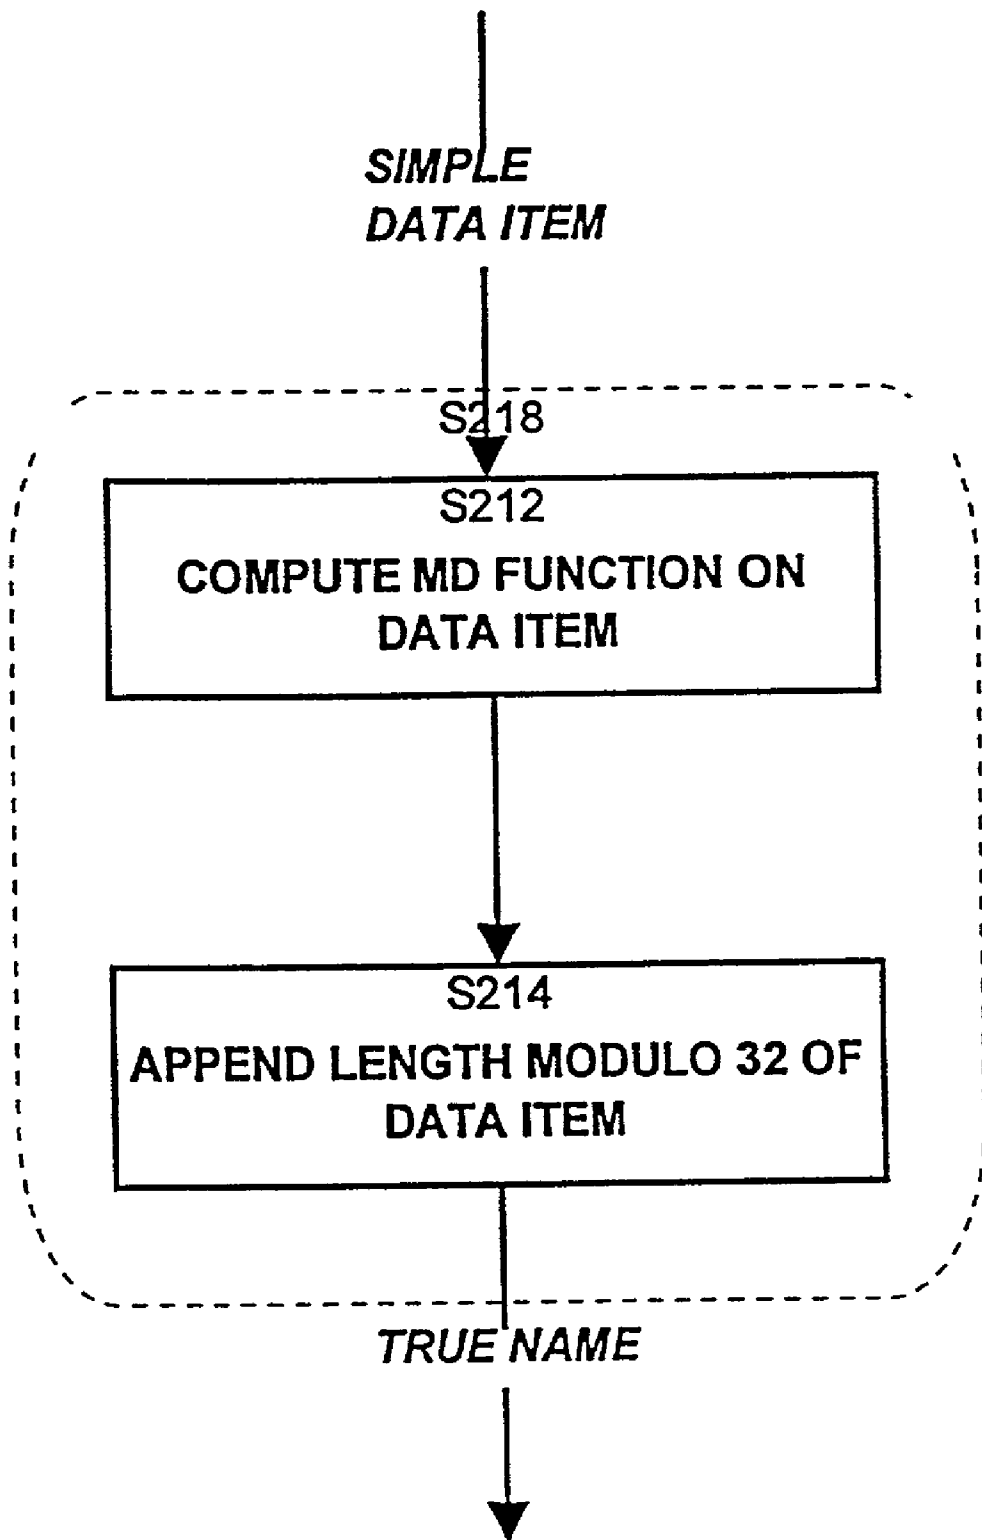 SIMPLE
DATA ITEM
S218
S212
COMPUTE MD FUNCTION ON
DATA ITEM
S214
APPEND LENGTH MODULO 32 OF
DATA ITEM
TRUE NAME